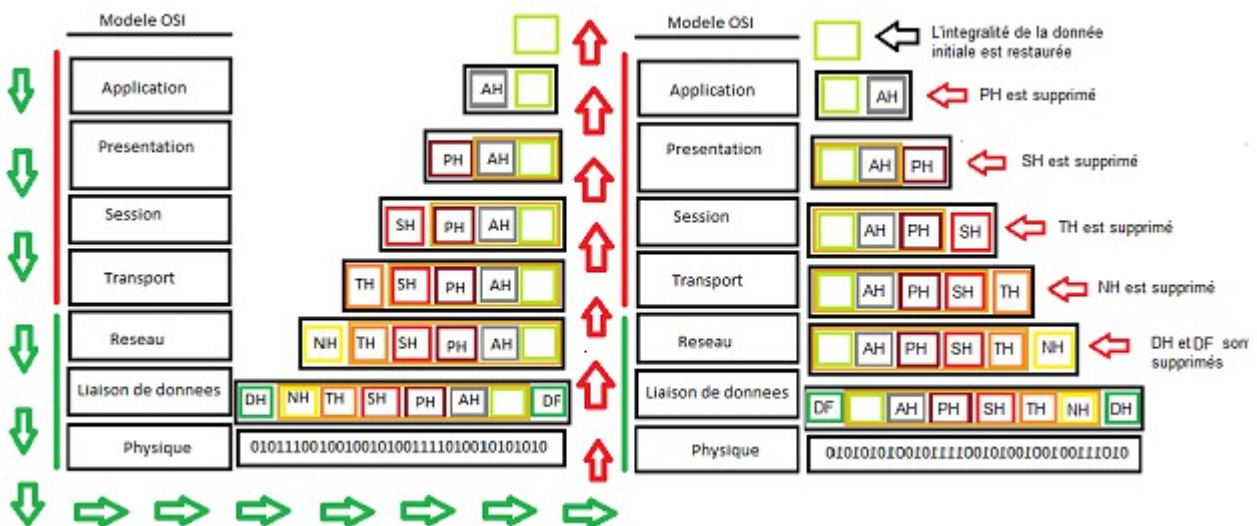 Modele OSI
Application
AH
Presentation
PH AH
Session
SH PH AH
Transport
TH SH PH AH
Reseau
NH TH SH PH AH
Liaison de donnees
DH NH TH SH PH AH DF
Physique
01011100100100101001111010010101010
Modele OSI
L'integralité de la donnée
initiale est restaurée
Application
AH
PH est supprimé
Presentation
AH PH
SH est supprimé
Session
AH PH SH
TH est supprimé
Transport
AH PH SH TH
NH est supprimé
Reseau
AH PH SH TH NH
DH et DF son
supprimés
Liaison de donnees
DF AH PH SH TH NH DH
Physique